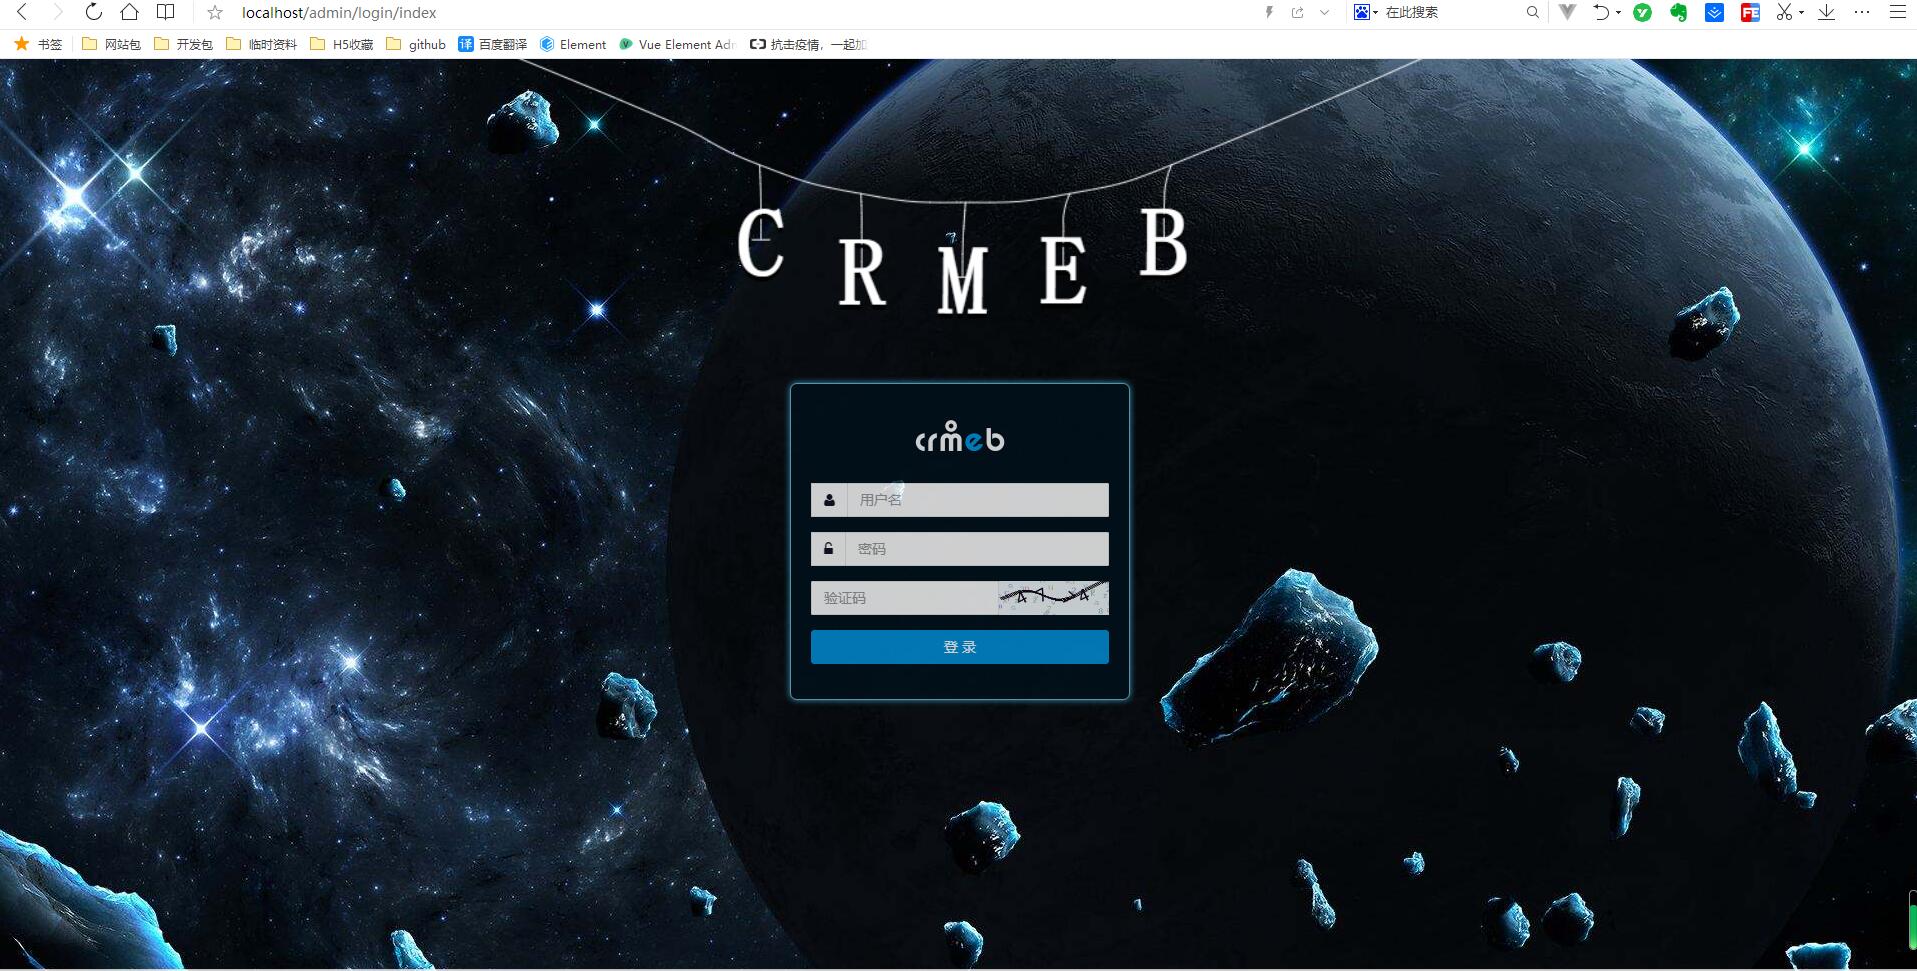 localhost/admin/login/index
在此搜索
书签 网站包 开发包 临时资料 H5收藏 github 译 百度翻译 Element Vue Element Adn 抗击疫情，一起加
C R M E B
crmeb
用户名
密码
验证码
登 录